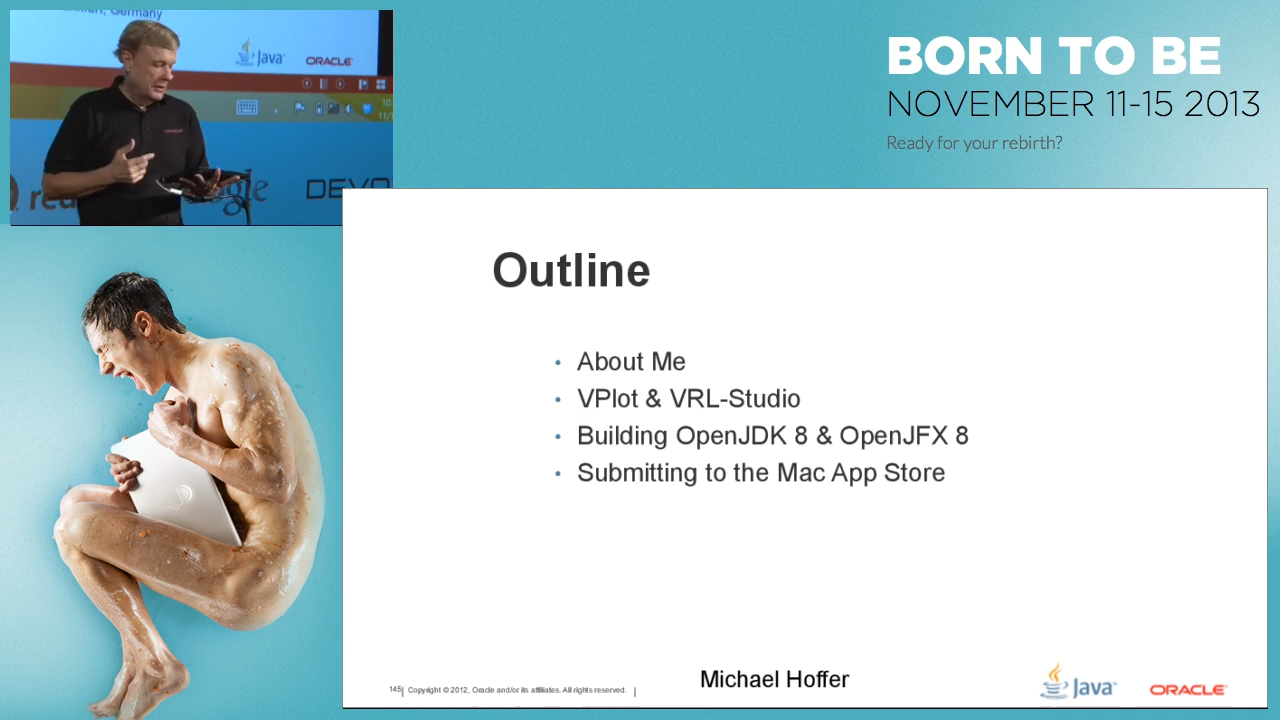 Germany
Java
ORACLE
DEVO
BORN TO BE
NOVEMBER 11-15 2013
Ready for your rebirth?
Outline
• About Me
• VPlot & VRL-Studio
• Building OpenJDK 8 & OpenJFX 8
• Submitting to the Mac App Store
Michael Hoffer
145| Copyright © 2012, Oracle and/or its affiliates. All rights reserved. |
Java
ORACLE